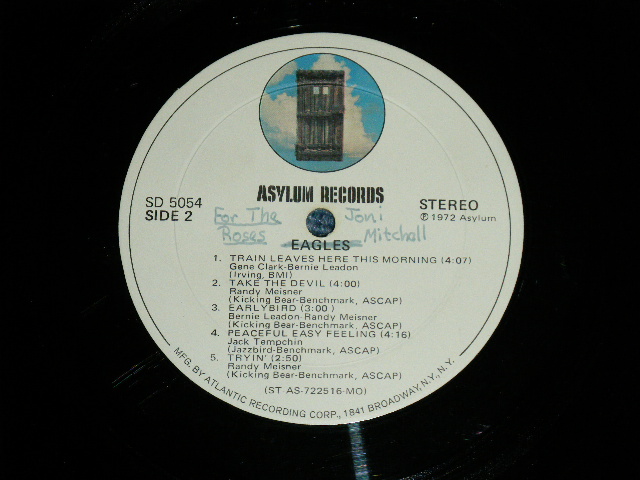 ASYLUM RECORDS
SD 5054
SIDE 2
STEREO
℗ 1972 Asylum
For The
Roses
Joni
Mitchell
EAGLES
1. TRAIN LEAVES HERE THIS MORNING (4:07)
Gene Clark-Bernie Leadon
(Irving, BMI)
2. TAKE THE DEVIL (4:00)
Randy Meisner
(Kicking Bear-Benchmark, ASCAP)
3. EARLYBIRD (3:00)
Bernie Leadon-Randy Meisner
(Kicking Bear-Benchmark, ASCAP)
4. PEACEFUL EASY FEELING (4:16)
Jack Tempchin
(Jazzbird-Benchmark, ASCAP)
5. TRYIN' (2:50)
Randy Meisner
(Kicking Bear-Benchmark, ASCAP)
(ST AS-722516-MO)
MFG. BY ATLANTIC RECORDING CORP., 1841 BROADWAY, N.Y., N.Y.